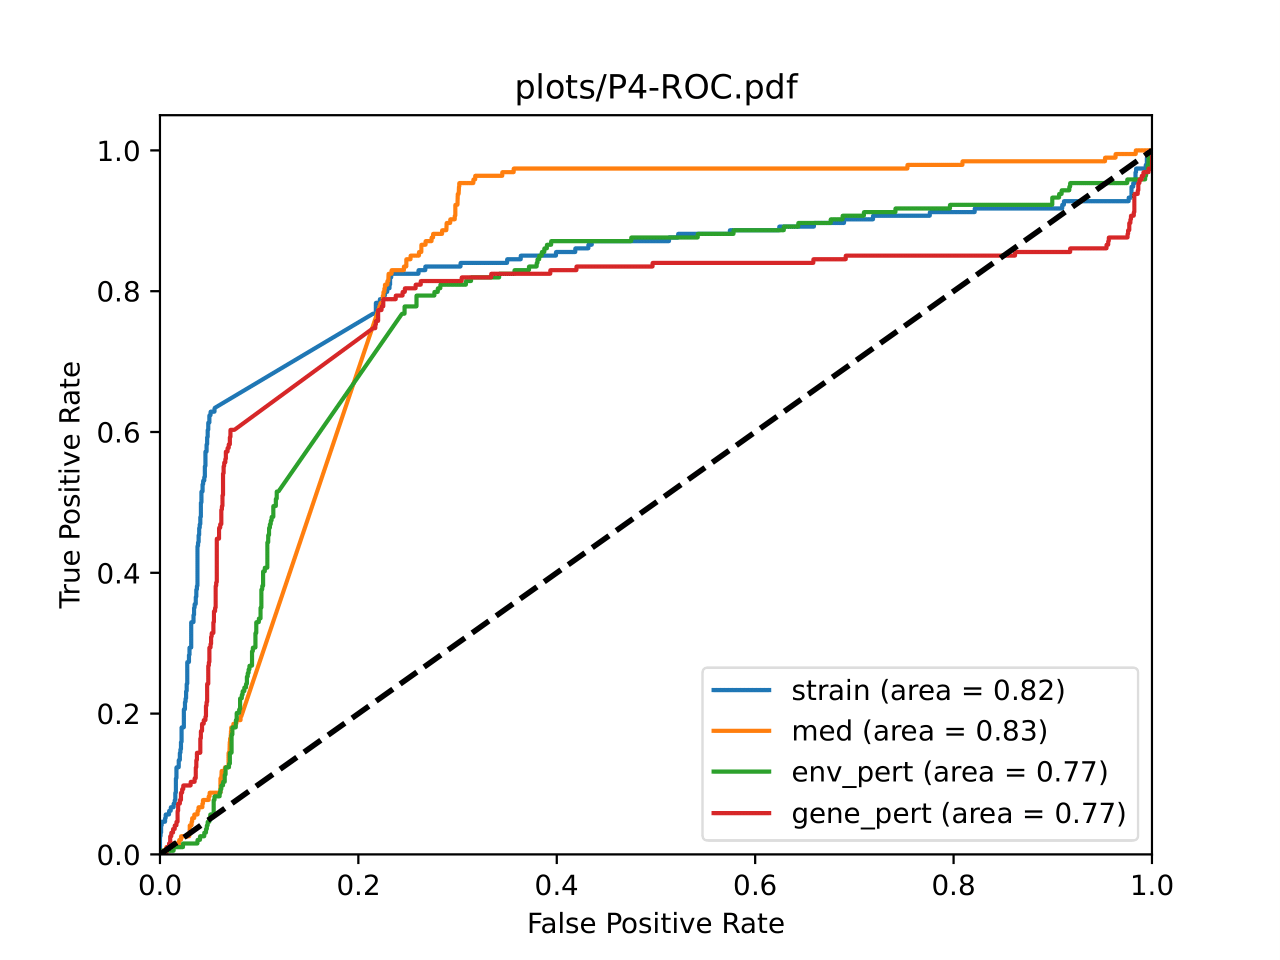 plots/P4-ROC.pdf
True Positive Rate
1.0
0.8
0.6
0.4
0.2
0.0
0.0 0.2 0.4 0.6 0.8 1.0
False Positive Rate
strain (area = 0.82)
med (area = 0.83)
env_pert (area = 0.77)
gene_pert (area = 0.77)